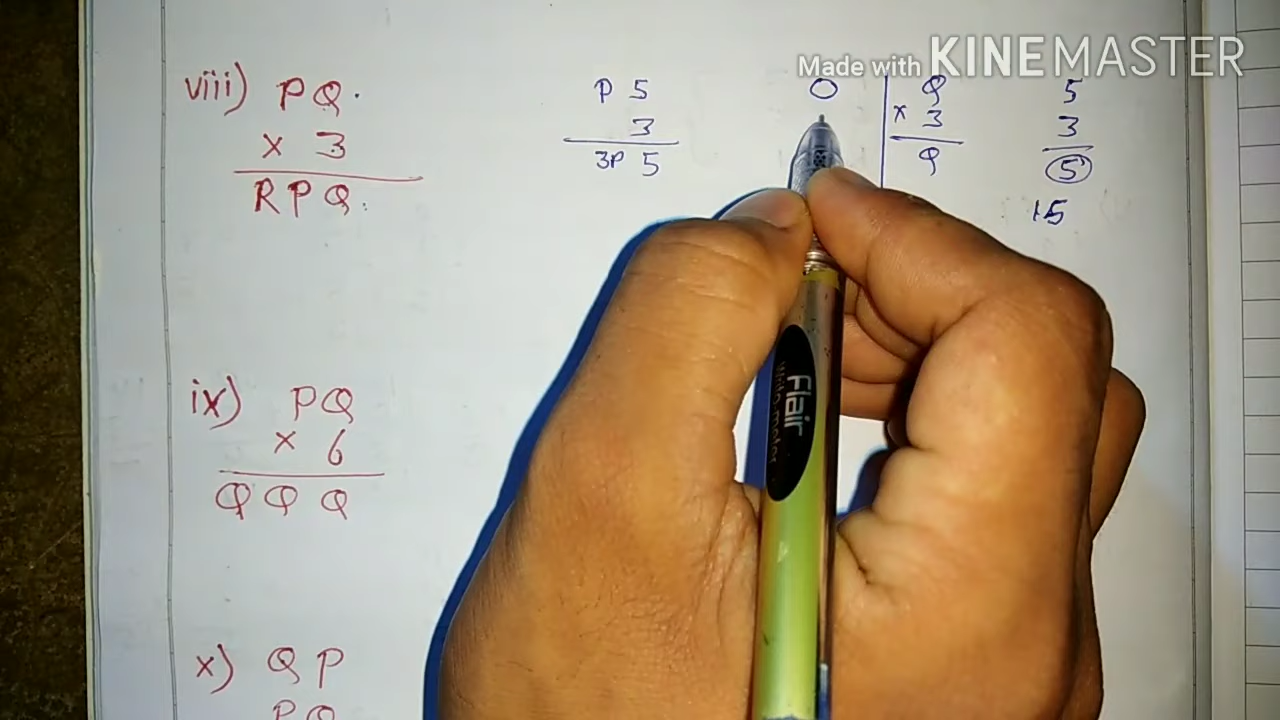 Made with KINEMASTER
viii) PQ.
× 3
RPQ.
P 5
3
3P 5
0
Q
× 3
Q
5
3
5
15
ix) PQ
× 6
QQQ
x) QP
PQ
Flair